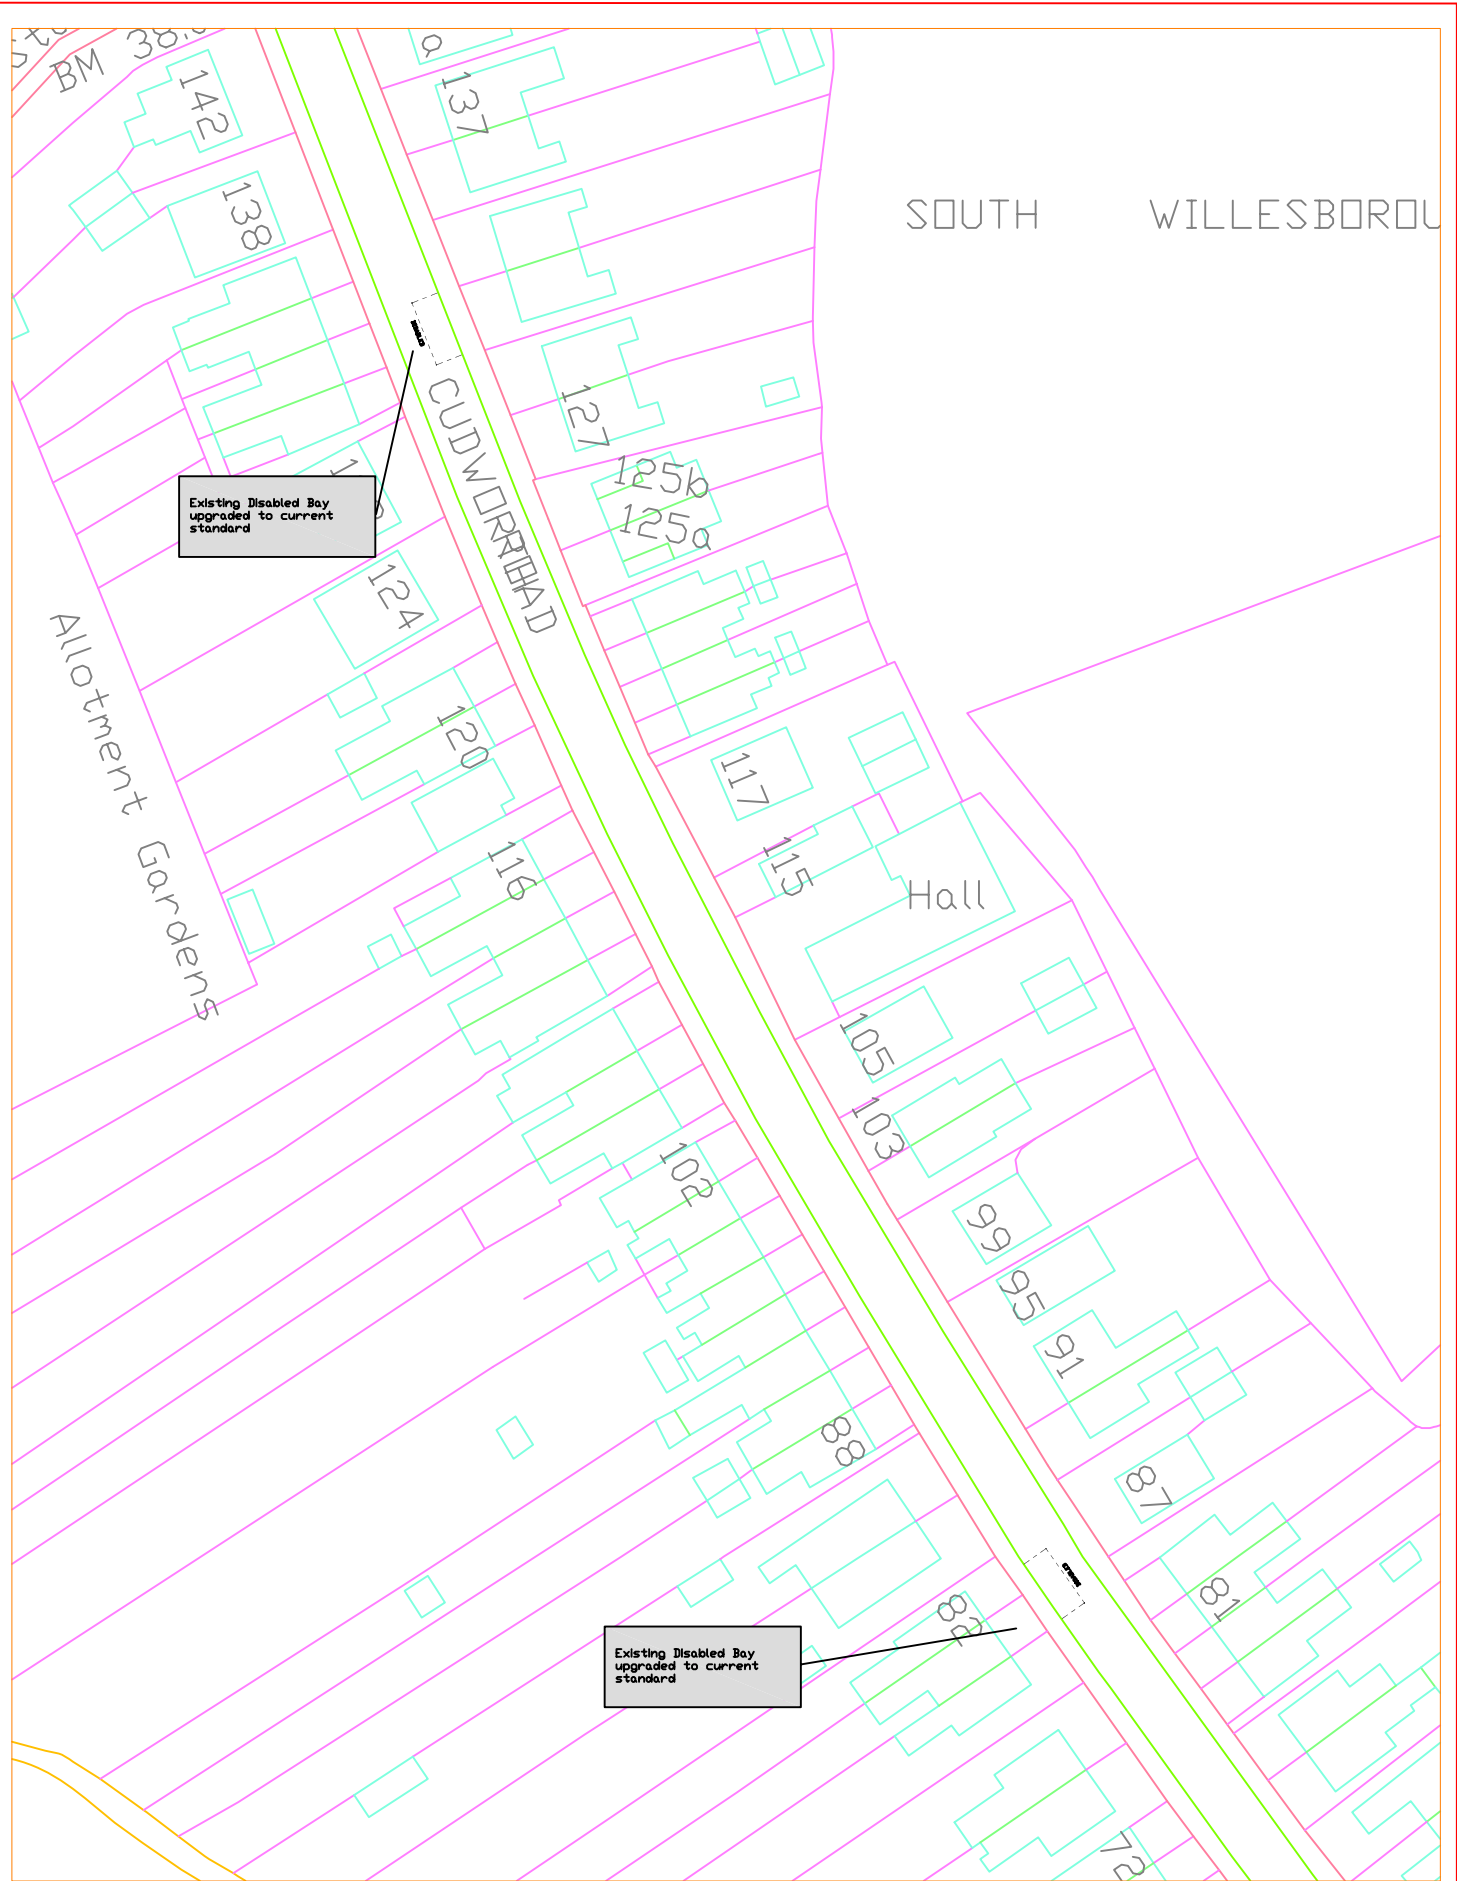 BM 38.
a
142
137
138
SOUTH WILLESBOROU
DISABLED
127
CUDWORTH
ROAD
125b
125a
Existing Disabled Bay
upgraded to current
standard
124
Allotment Gardens
120
117
115
116
Hall
105
103
102
99
95
91
88
87
81
82
DISABLED
Existing Disabled Bay
upgraded to current
standard
72